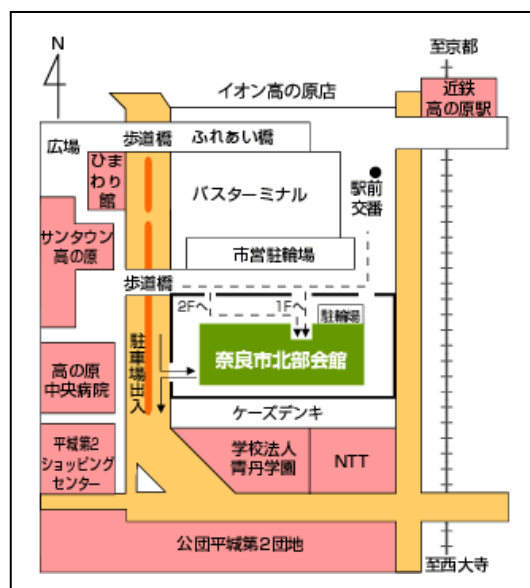 N
至京都
近鉄
高の原駅
イオン高の原店
広場
歩道橋
ふれあい橋
ひま
わり
館
バスターミナル
駅前
交番
サンタウン
高の原
市営駐輪場
歩道橋
2Fへ
1Fへ
駐輪場
奈良市北部会館
駐車場出入
高の原
中央病院
ケーズデンキ
平城第2
ショッピング
センター
学校法人
青丹学園
NTT
公団平城第2団地
至西大寺